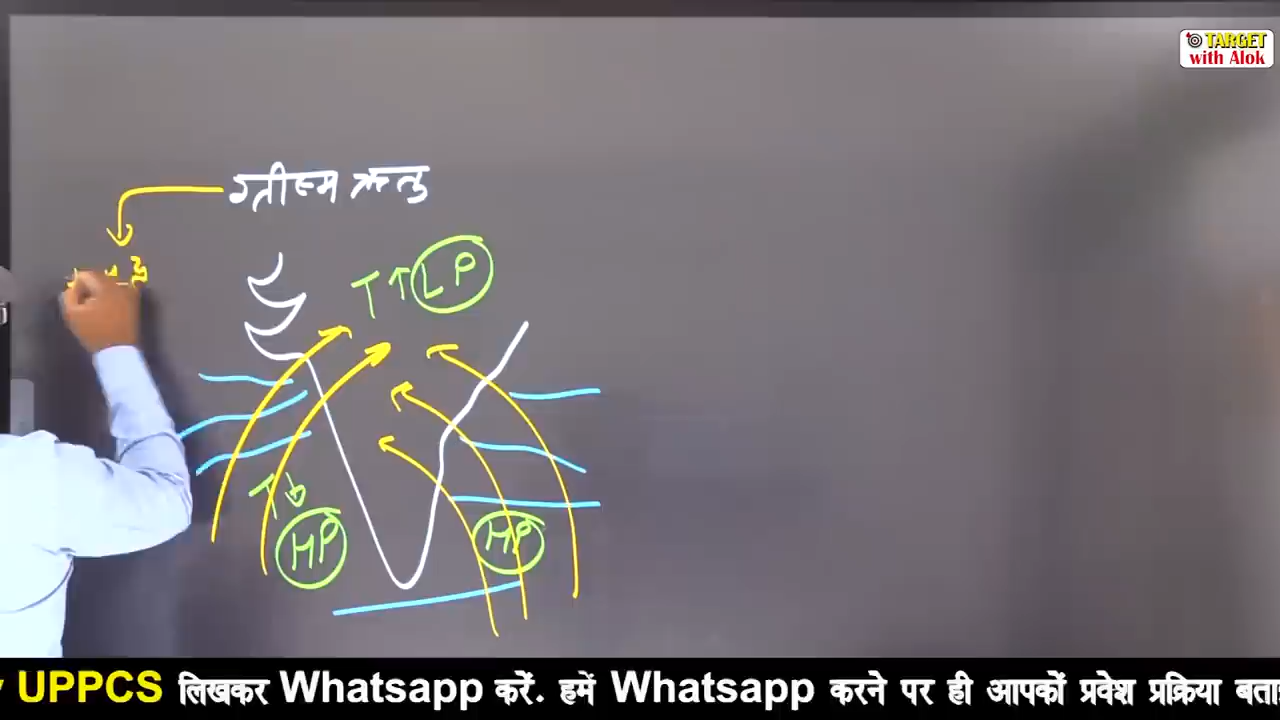 TARGET
with Alok
ग्रीष्म ऋतु
T↑ LP
T↓
HP
HP
UPPCS लिखकर Whatsapp करें. हमें Whatsapp करने पर ही आपकों प्रवेश प्रक्रिया बता